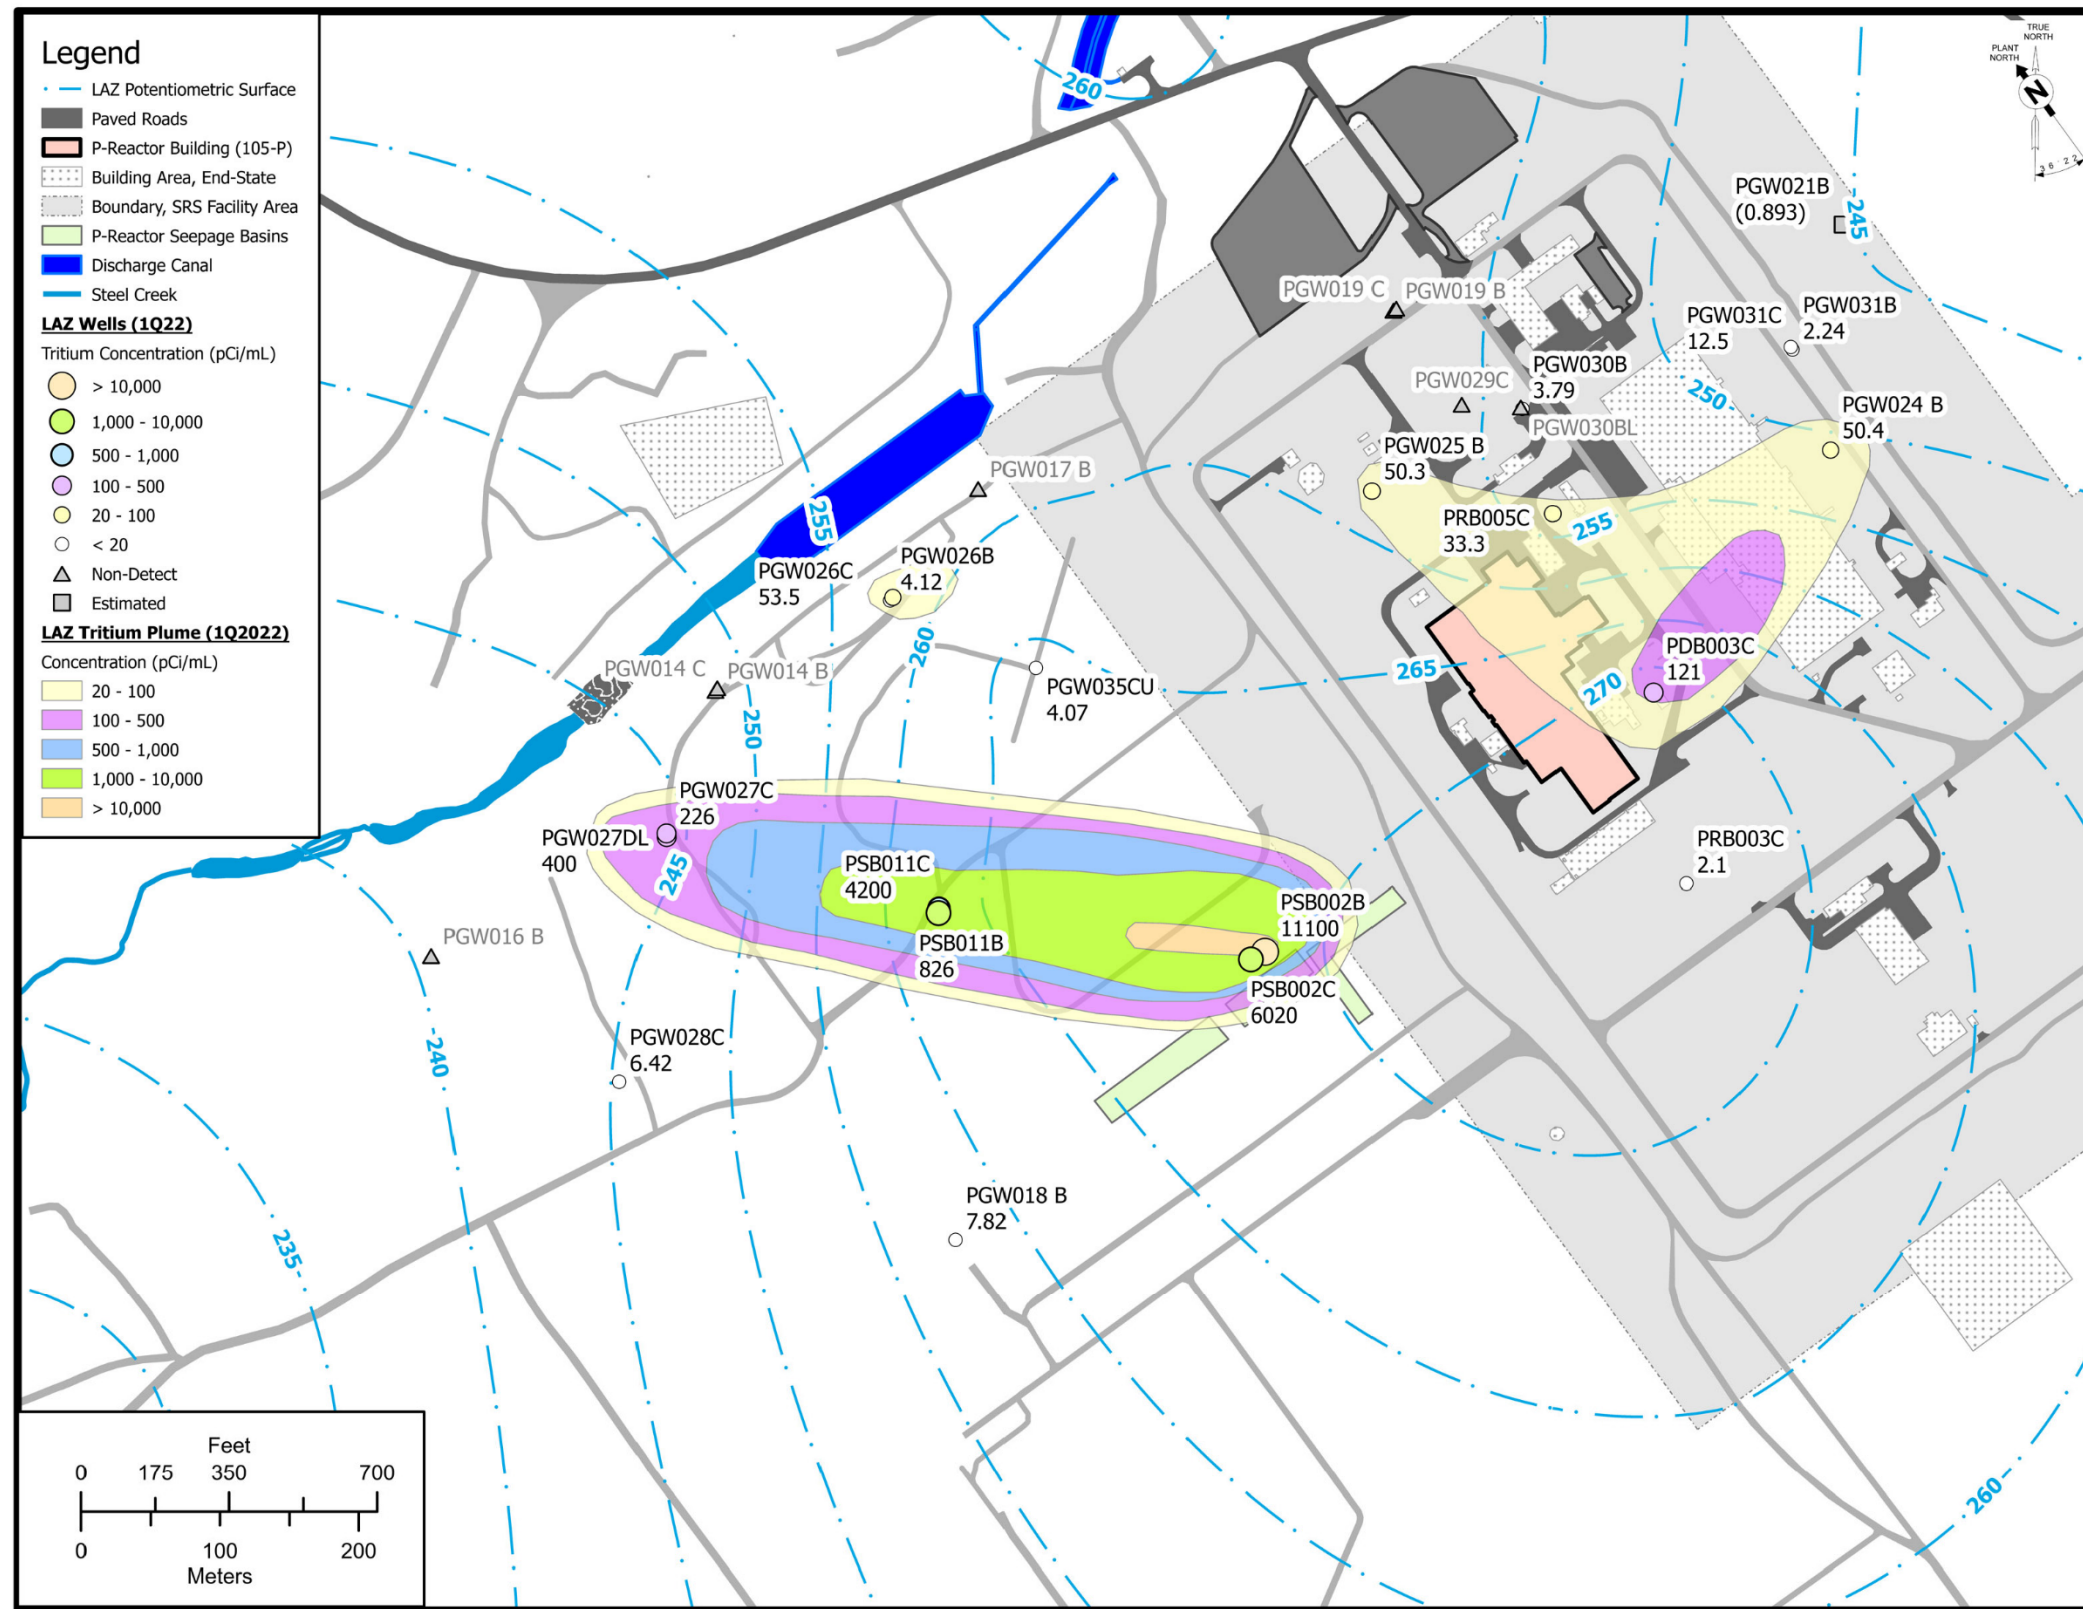 Legend
LAZ Potentiometric Surface
Paved Roads
P-Reactor Building (105-P)
Building Area, End-State
Boundary, SRS Facility Area
P-Reactor Seepage Basins
Discharge Canal
Steel Creek
LAZ Wells (1Q22)
Tritium Concentration (pCi/mL)
> 10,000
1,000 - 10,000
500 - 1,000
100 - 500
20 - 100
< 20
Non-Detect
Estimated
LAZ Tritium Plume (1Q2022)
Concentration (pCi/mL)
20 - 100
100 - 500
500 - 1,000
1,000 - 10,000
> 10,000
TRUE
NORTH
PLANT
NORTH
N
36°22'
260
PGW021B
(0.893)
245
PGW019 C
PGW019 B
PGW031C
12.5
PGW031B
2.24
PGW029C
PGW030B
3.79
PGW030BL
250
PGW024 B
50.4
PGW025 B
50.3
PGW017 B
PRB005C
33.3
255
255
PGW026C
53.5
PGW026B
4.12
260
265
270
PDB003C
121
PGW014 C
PGW014 B
PGW035CU
4.07
250
PGW027C
226
PGW027DL
400
245
PSB011C
4200
PSB011B
826
PSB002B
11100
PSB002C
6020
PRB003C
2.1
PGW016 B
240
PGW028C
6.42
PGW018 B
7.82
235
260
Feet
0 175 350 700
0 100 200
Meters